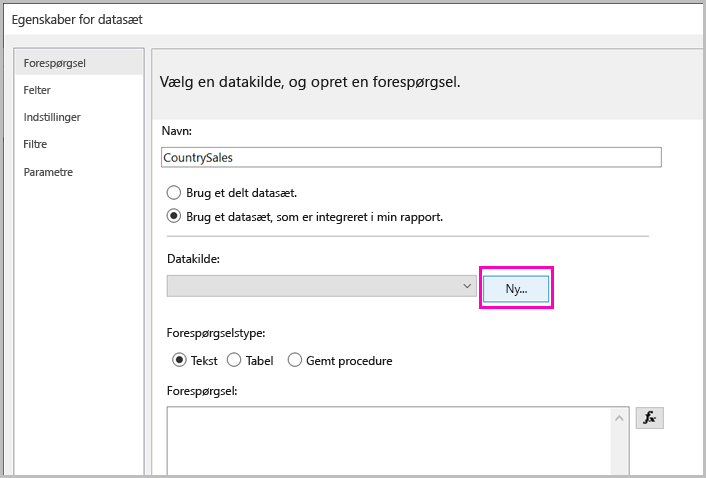 Egenskaber for datasæt
Forespørgsel
Felter
Indstillinger
Filtre
Parametre
Vælg en datakilde, og opret en forespørgsel.
Navn:
CountrySales
Brug et delt datasæt.
Brug et datasæt, som er integreret i min rapport.
Datakilde:
Ny...
Forespørgselstype:
Tekst Tabel Gemt procedure
Forespørgsel:
fx